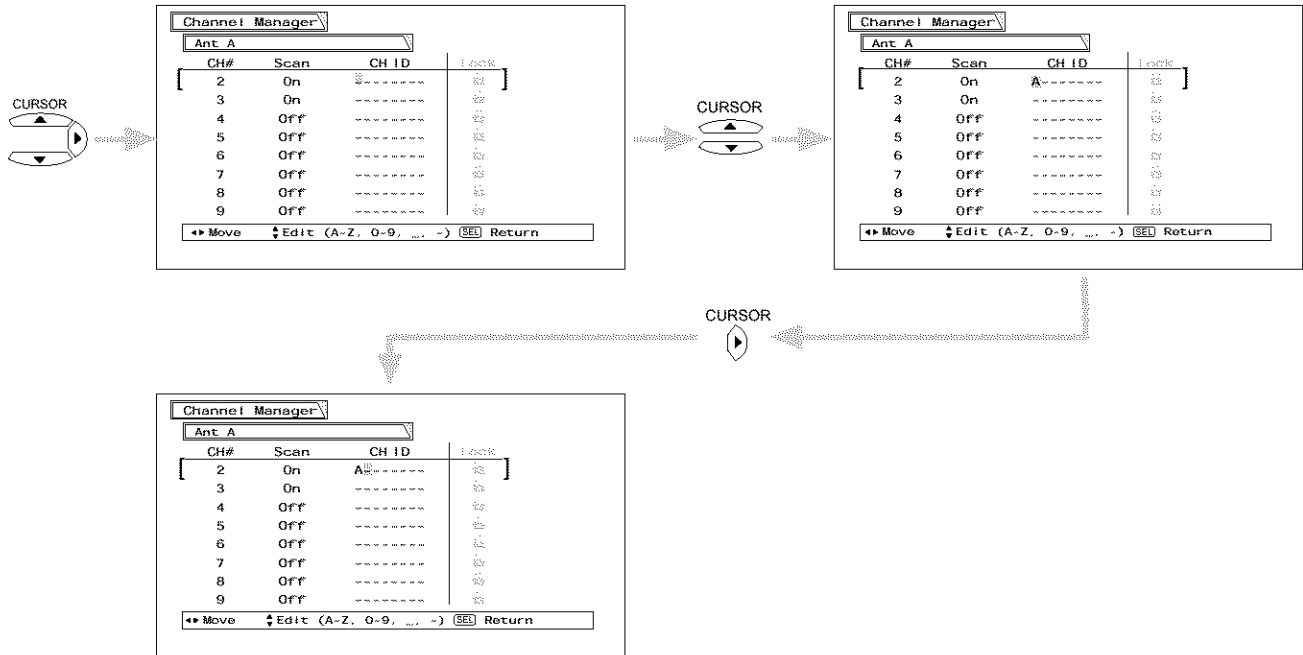 Channel Manager
Ant A
CH# Scan CH ID Lock
2 On --------
3 On --------
4 Off --------
5 Off --------
6 Off --------
7 Off --------
8 Off --------
9 Off --------
Move Edit (A~Z, 0~9, _, ~) SEL Return
CURSOR
CURSOR
Channel Manager
Ant A
CH# Scan CH ID Lock
2 On A-------
3 On --------
4 Off --------
5 Off --------
6 Off --------
7 Off --------
8 Off --------
9 Off --------
Move Edit (A~Z, 0~9, _, ~) SEL Return
CURSOR
Channel Manager
Ant A
CH# Scan CH ID Lock
2 On A-------
3 On --------
4 Off --------
5 Off --------
6 Off --------
7 Off --------
8 Off --------
9 Off --------
Move Edit (A~Z, 0~9, _, ~) SEL Return